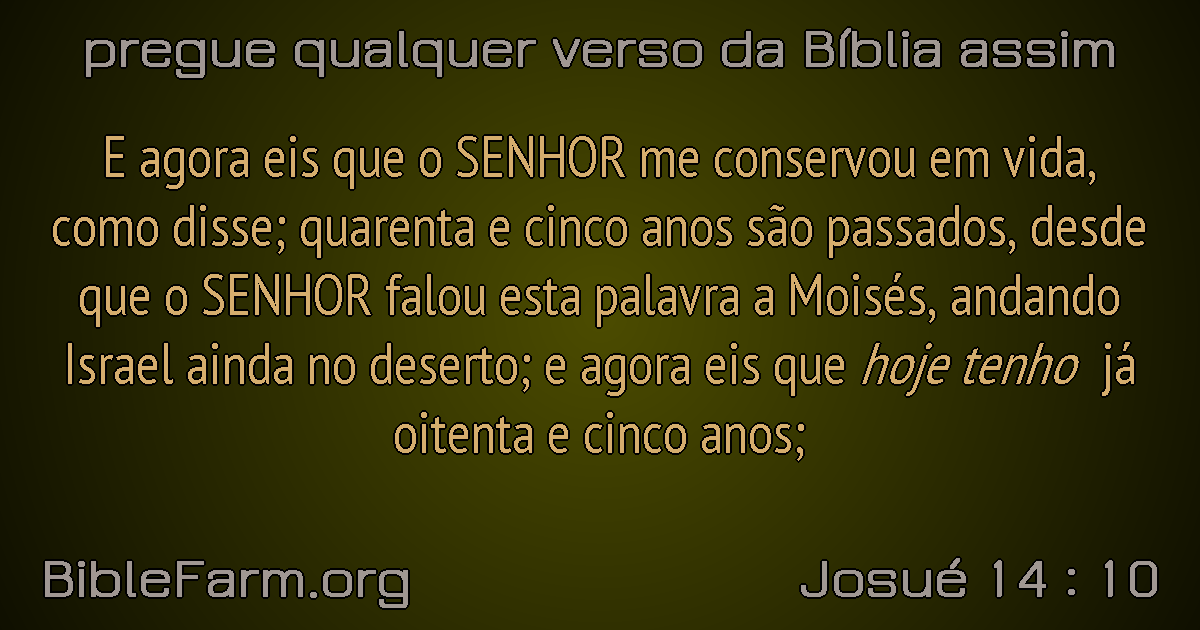 pregue qualquer verso da Bíblia assim
E agora eis que o SENHOR me conservou em vida,
como disse; quarenta e cinco anos são passados, desde
que o SENHOR falou esta palavra a Moisés, andando
Israel ainda no deserto; e agora eis que hoje tenho já
oitenta e cinco anos;
BibleFarm.org
Josué 14 : 10